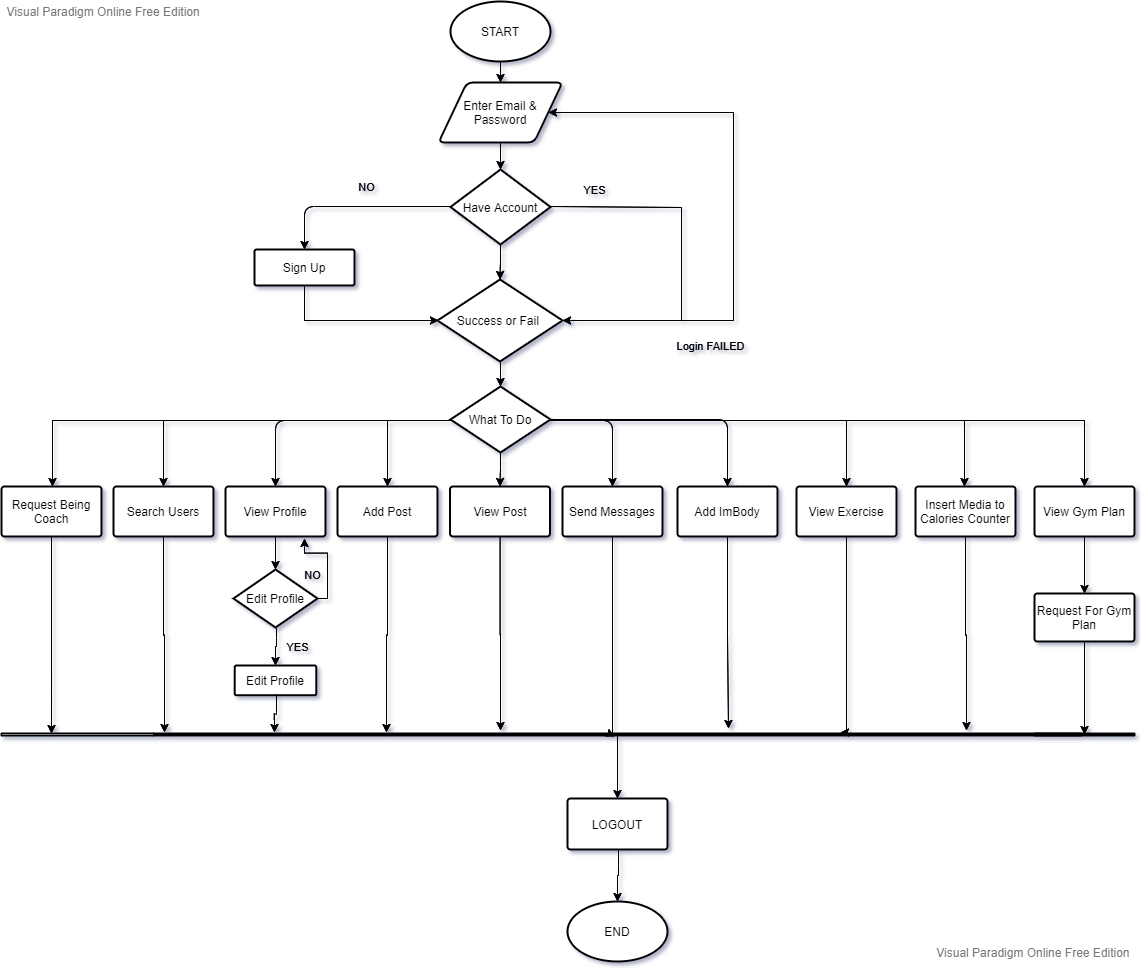 Visual Paradigm Online Free Edition
START
Enter Email &
Password
NO
YES
Have Account
Sign Up
Success or Fail
Login FAILED
What To Do
Request Being
Coach
Search Users
View Profile
Add Post
View Post
Send Messages
Add ImBody
View Exercise
Insert Media to
Calories Counter
View Gym Plan
NO
Edit Profile
Request For Gym
Plan
YES
Edit Profile
LOGOUT
END
Visual Paradigm Online Free Edition